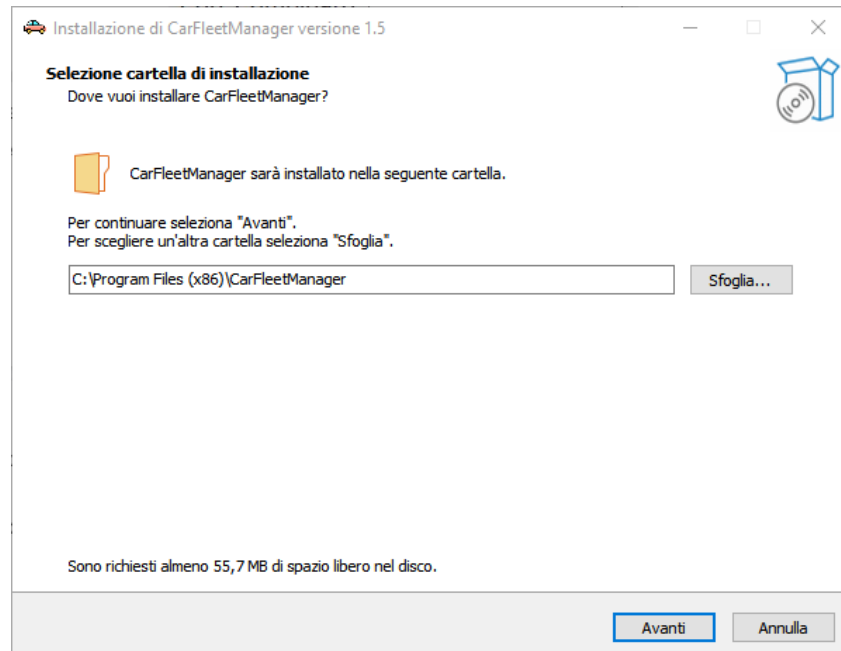 Installazione di CarFleetManager versione 1.5
Selezione cartella di installazione
Dove vuoi installare CarFleetManager?
CarFleetManager sarà installato nella seguente cartella.
Per continuare seleziona "Avanti".
Per scegliere un'altra cartella seleziona "Sfoglia".
C:\Program Files (x86)\CarFleetManager
Sfoglia...
Sono richiesti almeno 55,7 MB di spazio libero nel disco.
Avanti
Annulla